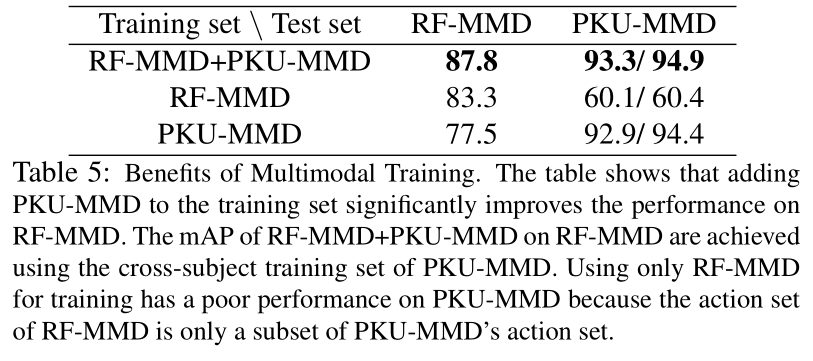 Training set \ Test set RF-MMD PKU-MMD
RF-MMD+PKU-MMD 87.8 93.3/ 94.9
RF-MMD 83.3 60.1/ 60.4
PKU-MMD 77.5 92.9/ 94.4
Table 5: Benefits of Multimodal Training. The table shows that adding
PKU-MMD to the training set significantly improves the performance on
RF-MMD. The mAP of RF-MMD+PKU-MMD on RF-MMD are achieved
using the cross-subject training set of PKU-MMD. Using only RF-MMD
for training has a poor performance on PKU-MMD because the action set
of RF-MMD is only a subset of PKU-MMD's action set.